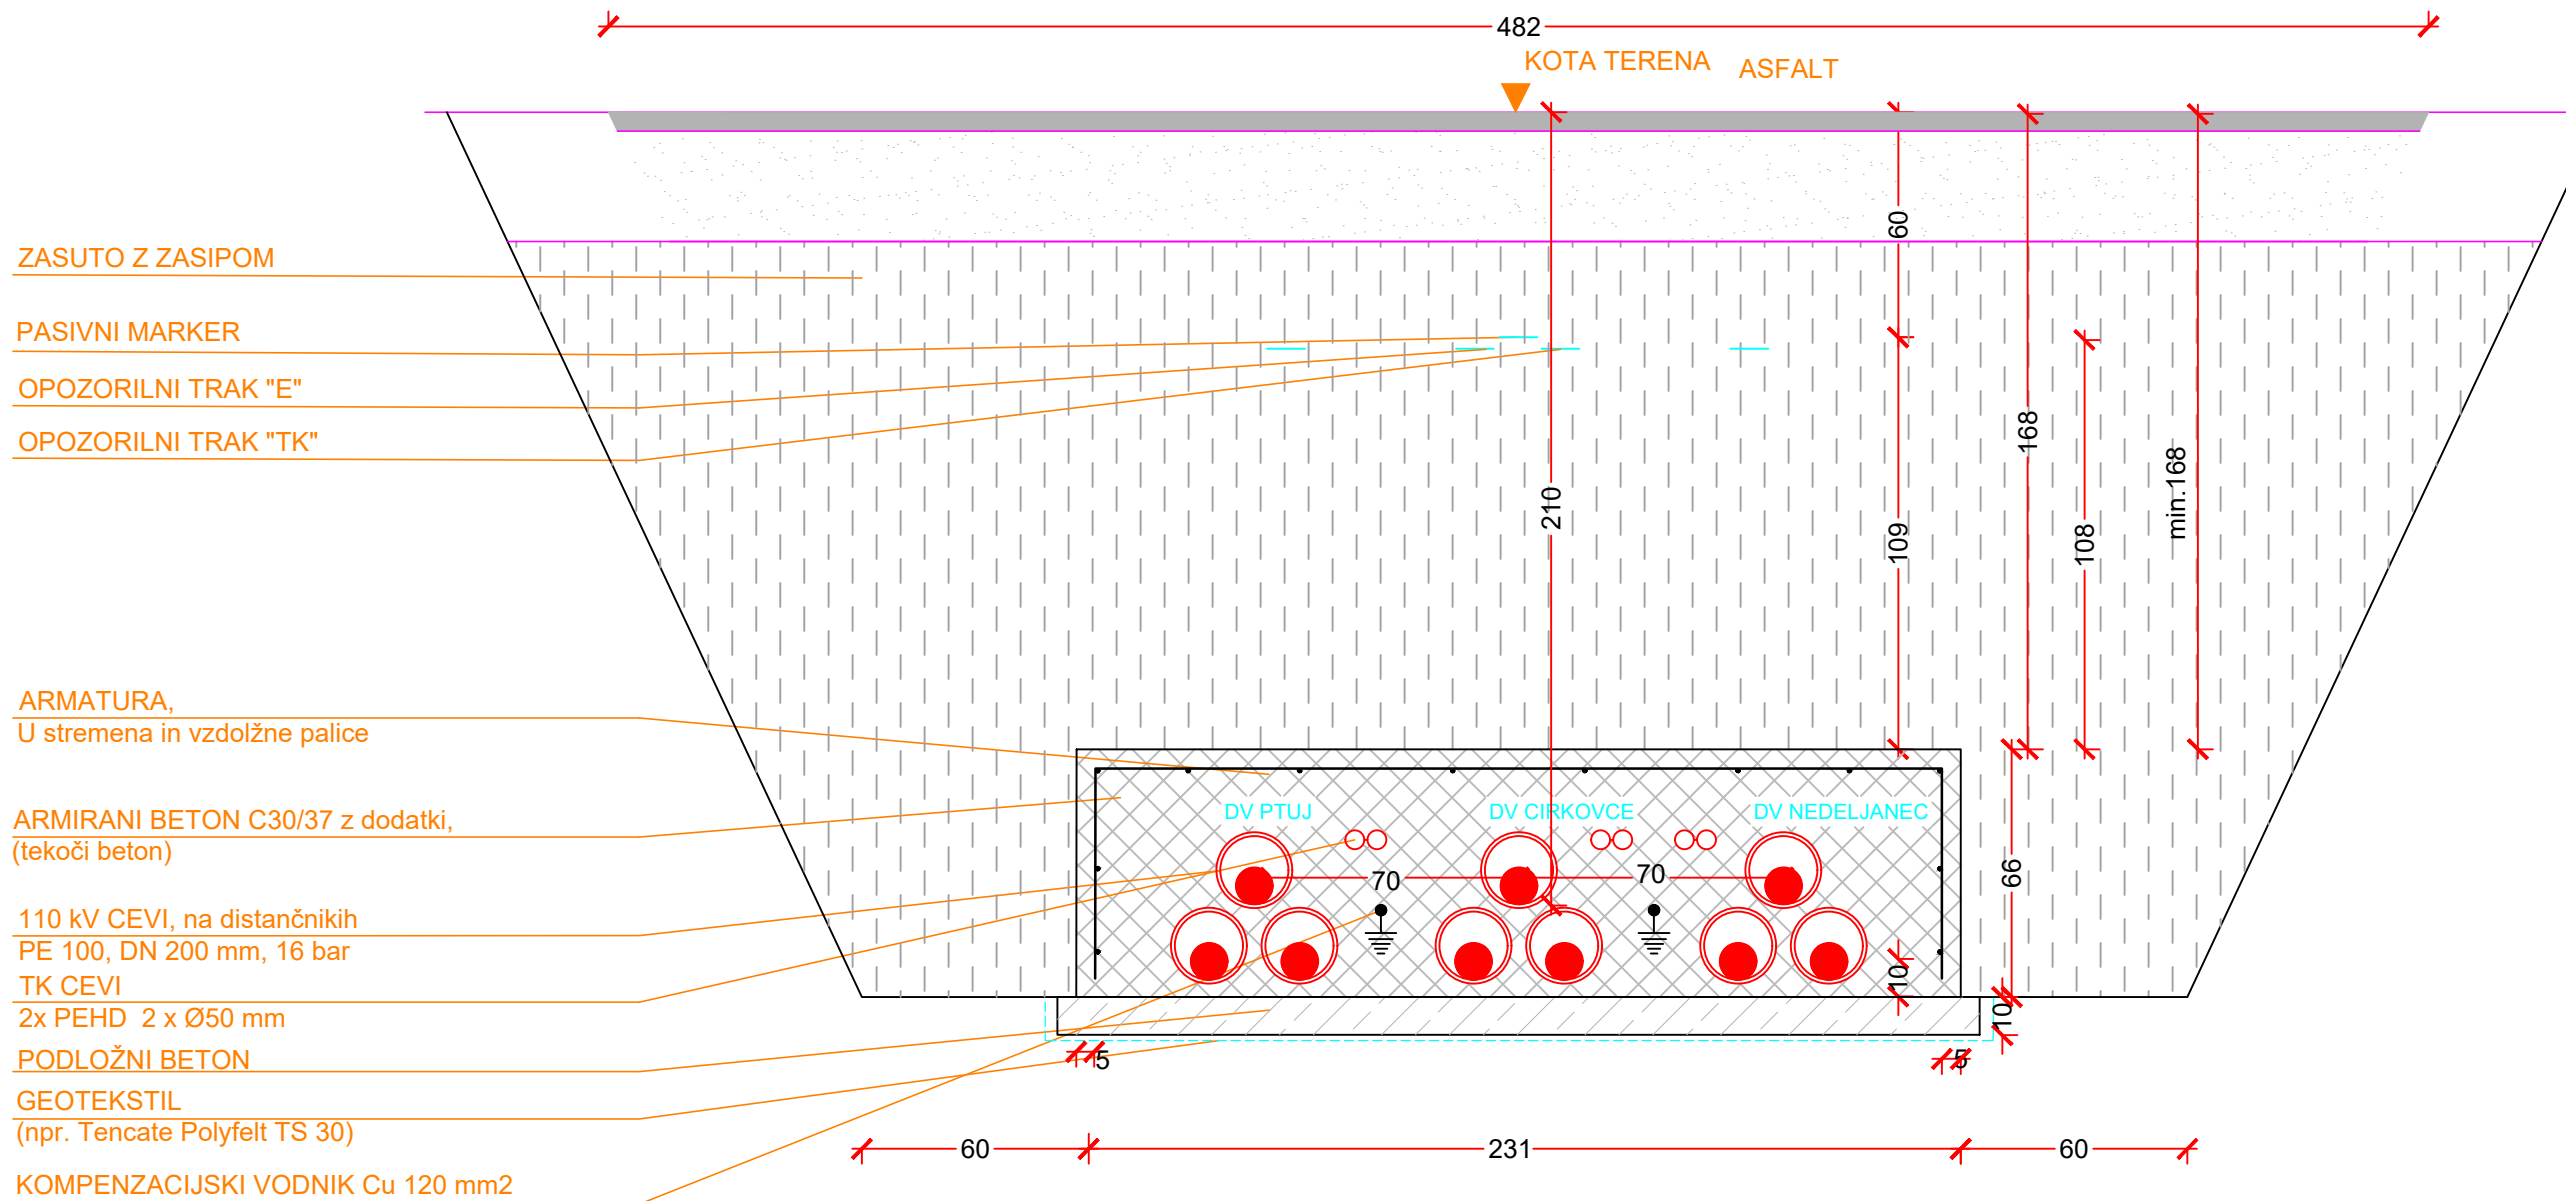 482
KOTA TERENA
ASFALT
ZASUTO Z ZASIPOM
PASIVNI MARKER
OPOZORILNI TRAK "E"
OPOZORILNI TRAK "TK"
60
168
min.168
210
109
108
ARMATURA,
U stremena in vzdolžne palice
ARMIRANI BETON C30/37 z dodatki,
(tekoči beton)
DV PTUJ
DV CIRKOVCE
DV NEDELJANEC
70
70
66
110 kV CEVI, na distančnikih
PE 100, DN 200 mm, 16 bar
10
TK CEVI
2x PEHD 2 x Ø50 mm
10
PODLOŽNI BETON
5
5
GEOTEKSTIL
(npr. Tencate Polyfelt TS 30)
60
231
60
KOMPENZACIJSKI VODNIK Cu 120 mm2